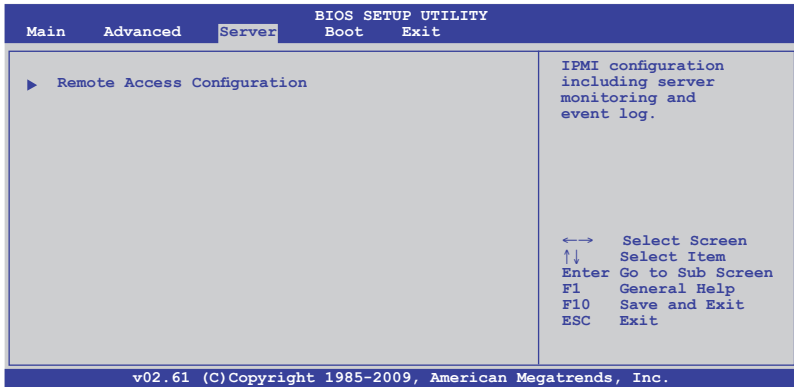 BIOS SETUP UTILITY
Main Advanced Server Boot Exit
Remote Access Configuration
IPMI configuration
including server
monitoring and
event log.
←→ Select Screen
↑↓ Select Item
Enter Go to Sub Screen
F1 General Help
F10 Save and Exit
ESC Exit
v02.61 (C)Copyright 1985-2009, American Megatrends, Inc.